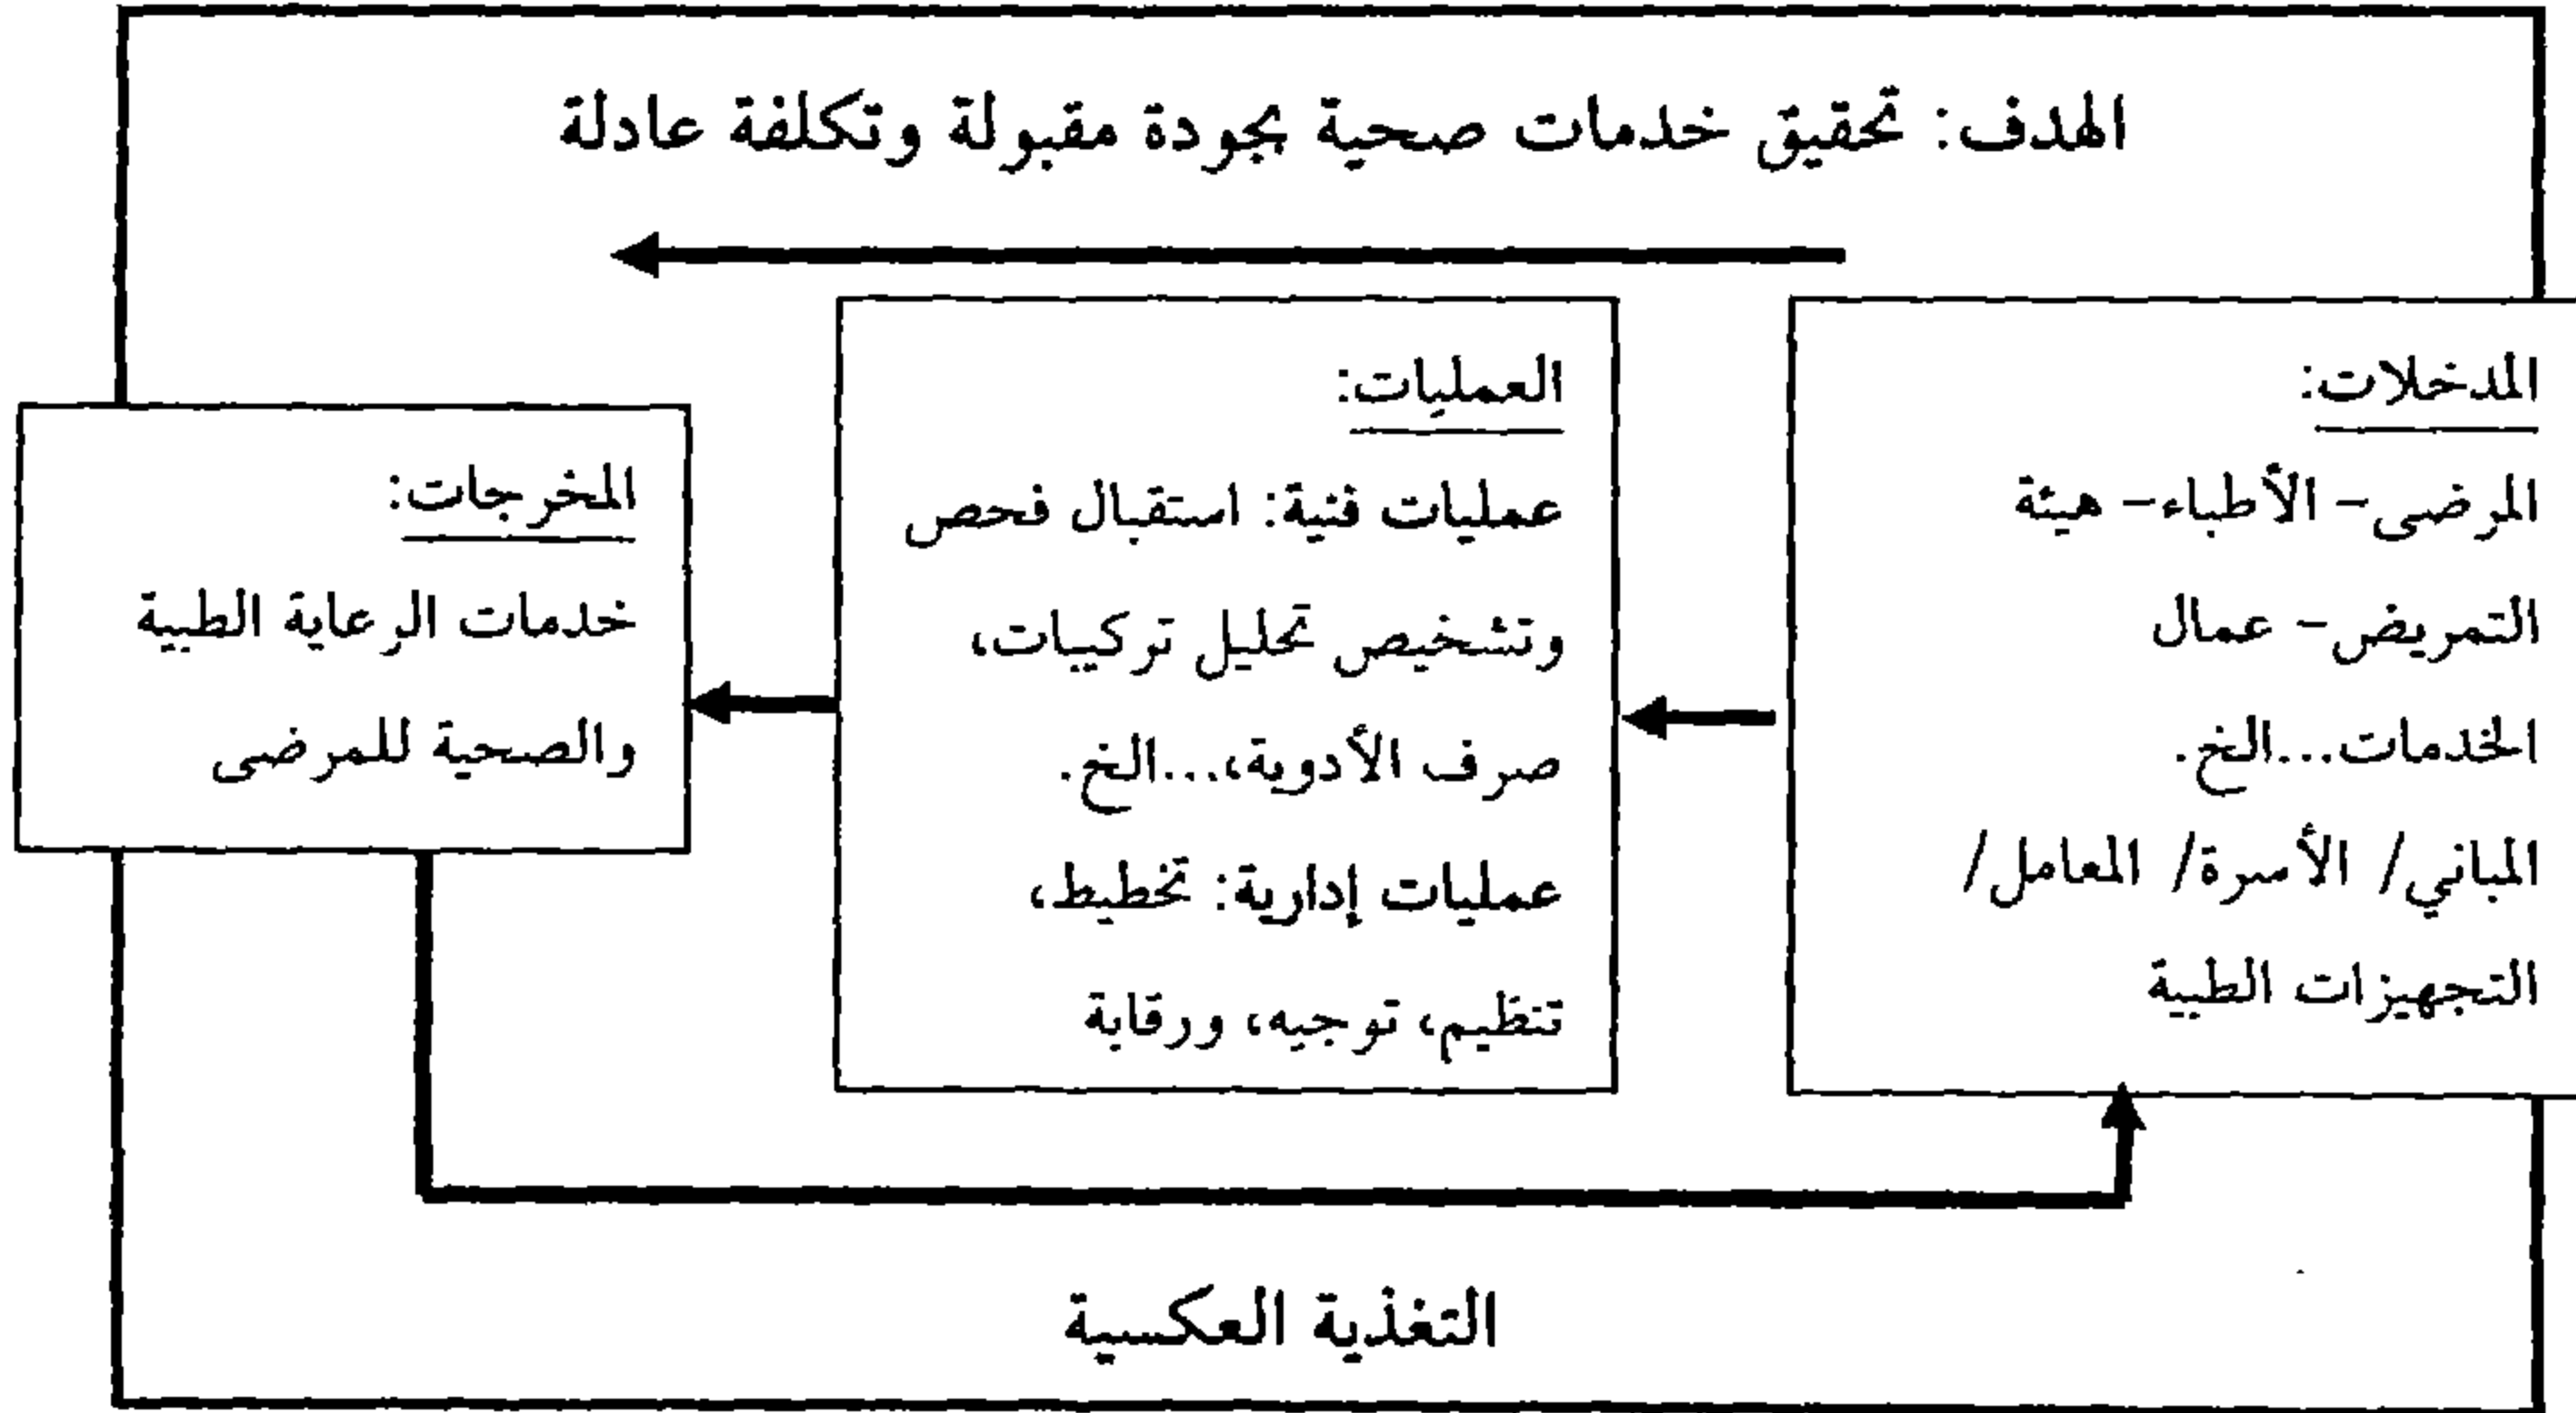 الهدف: تحقيق خدمات صحية بجودة مقبولة وتكلفة عادلة
المدخلات:
المرضى- الأطباء- هيئة
التمريض- عمال
الخدمات...الخ.
المباني/ الأسرة/ المعامل/
التجهيزات الطبية
العمليات:
عمليات فنية: استقبال فحص
وتشخيص تحليل تركيبات،
صرف الأدوية،...الخ.
عمليات إدارية: تخطيط،
تنظيم، توجيه، ورقابة
المخرجات:
خدمات الرعاية الطبية
والصحية للمرضى
التغذية العكسية